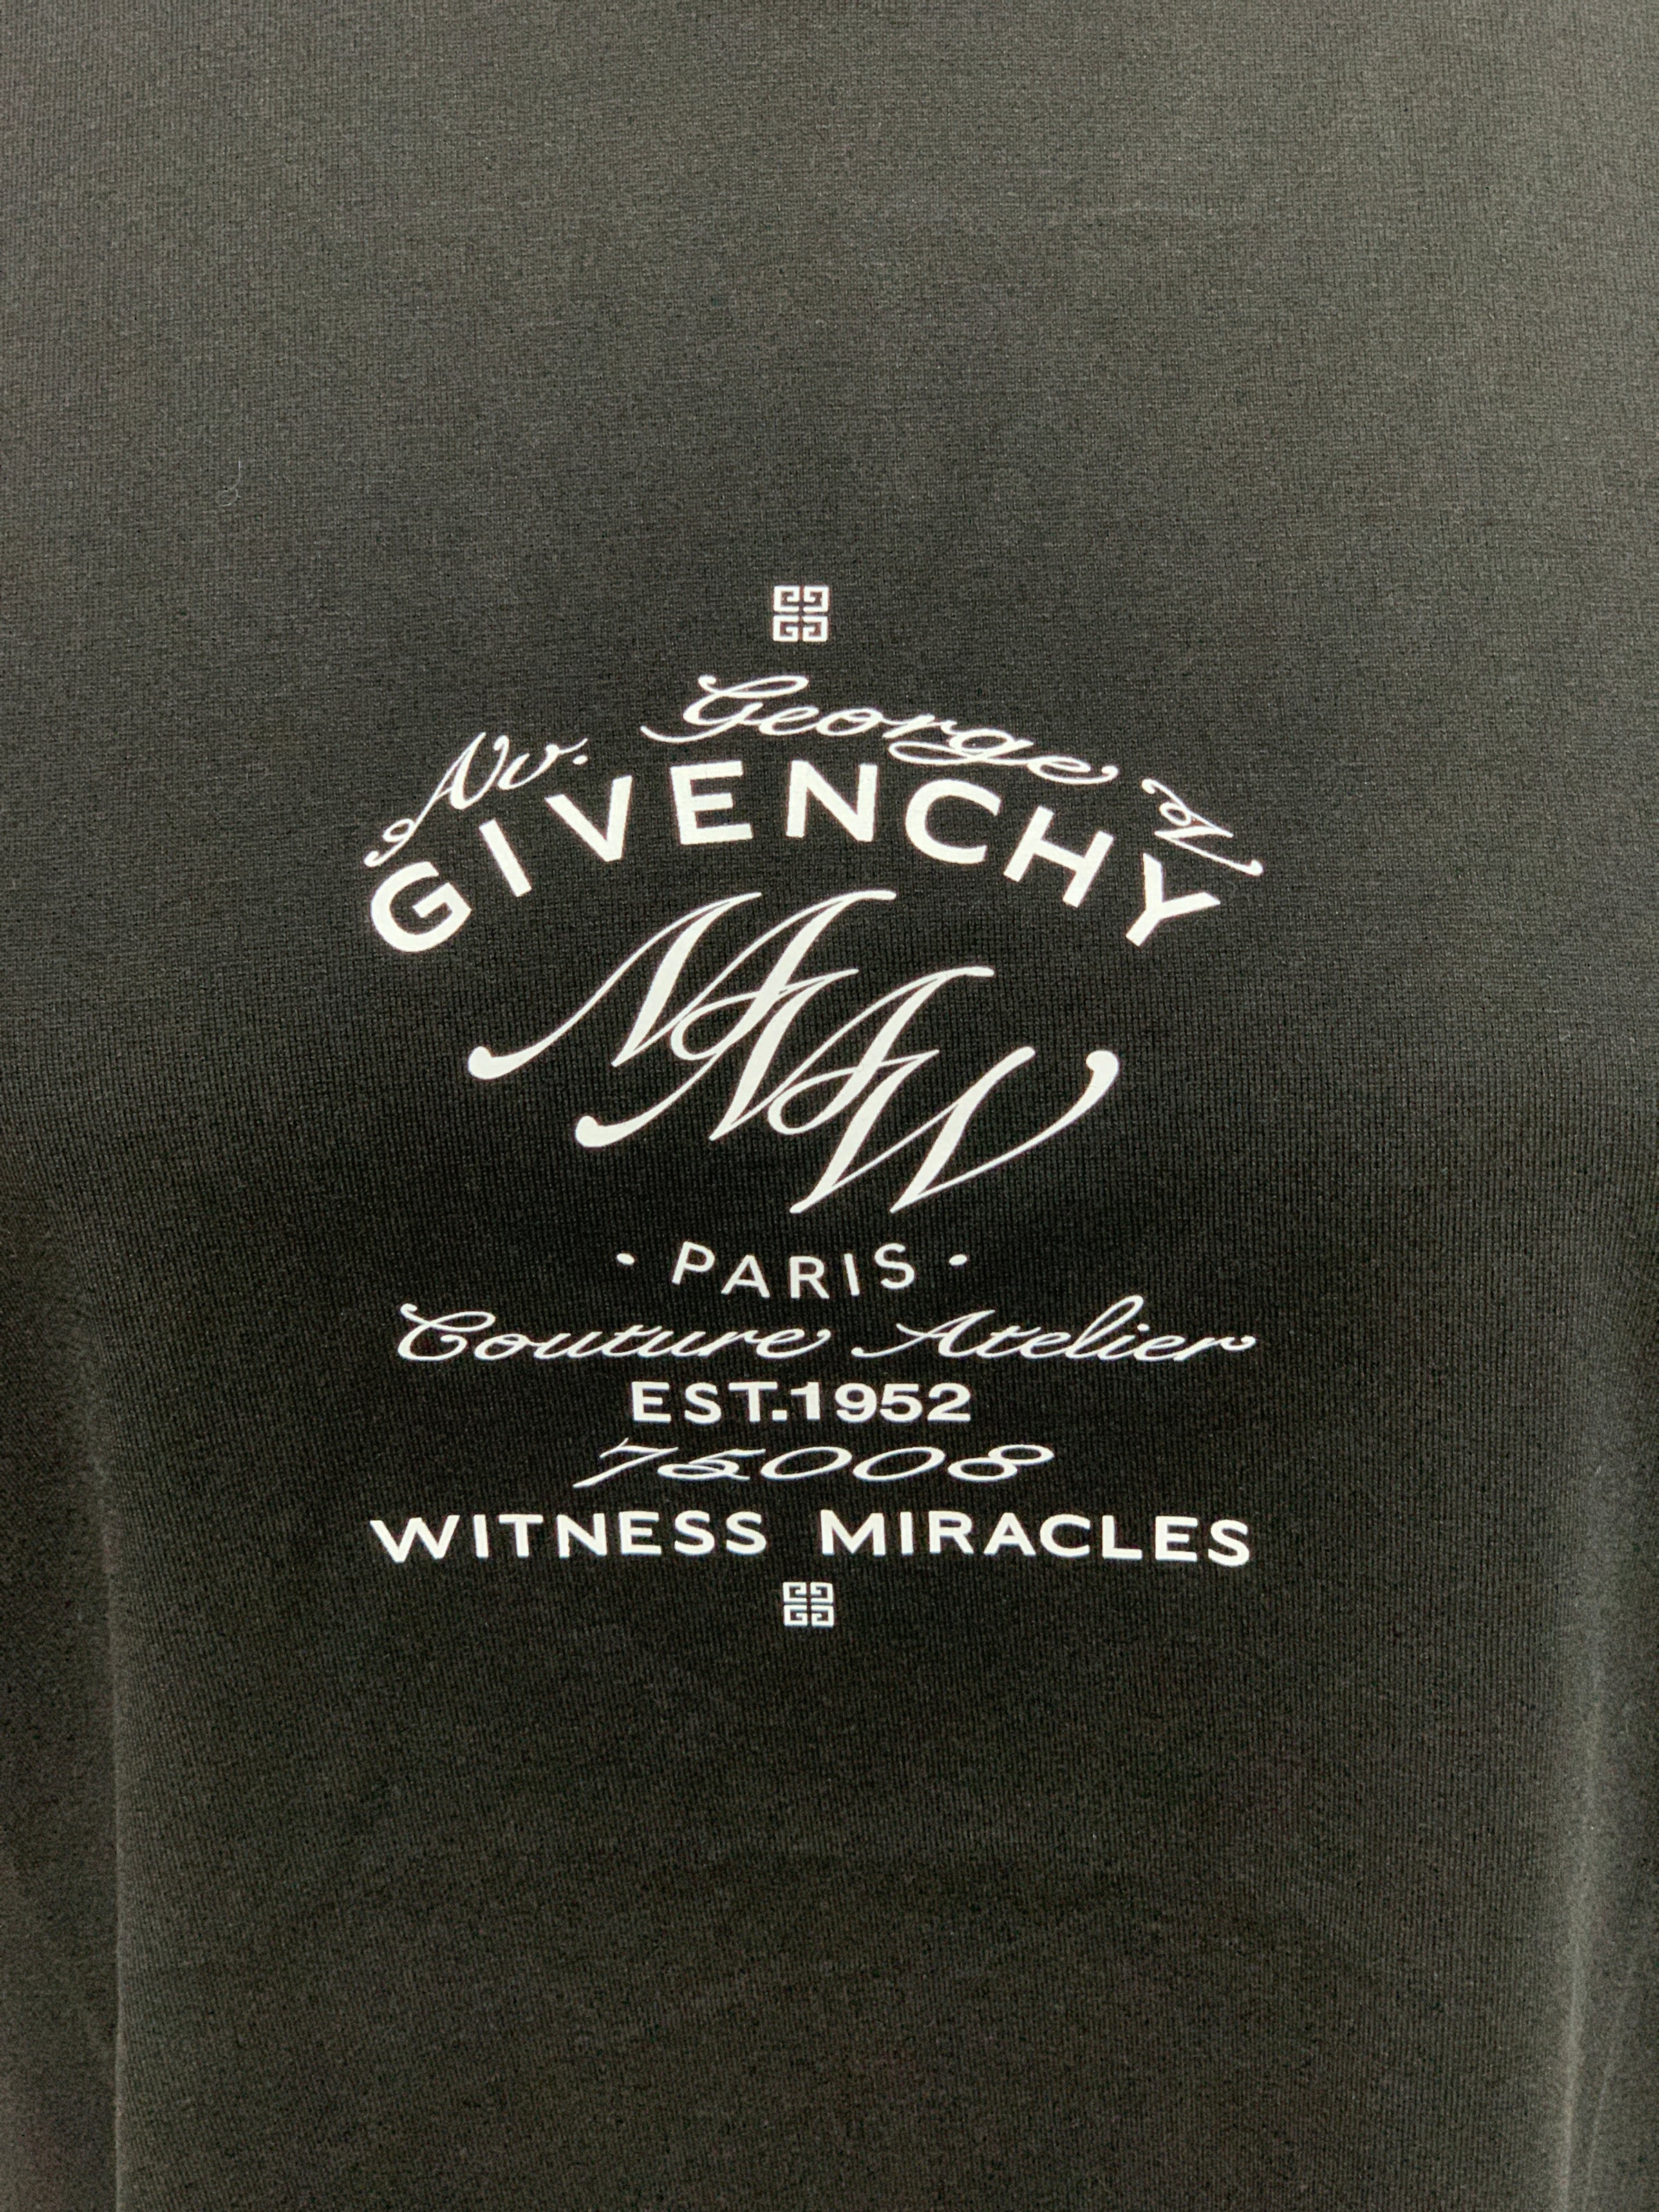 Av. George V
GIVENCHY
MMW
· PARIS ·
Couture Atelier
EST.1952
75008
WITNESS MIRACLES